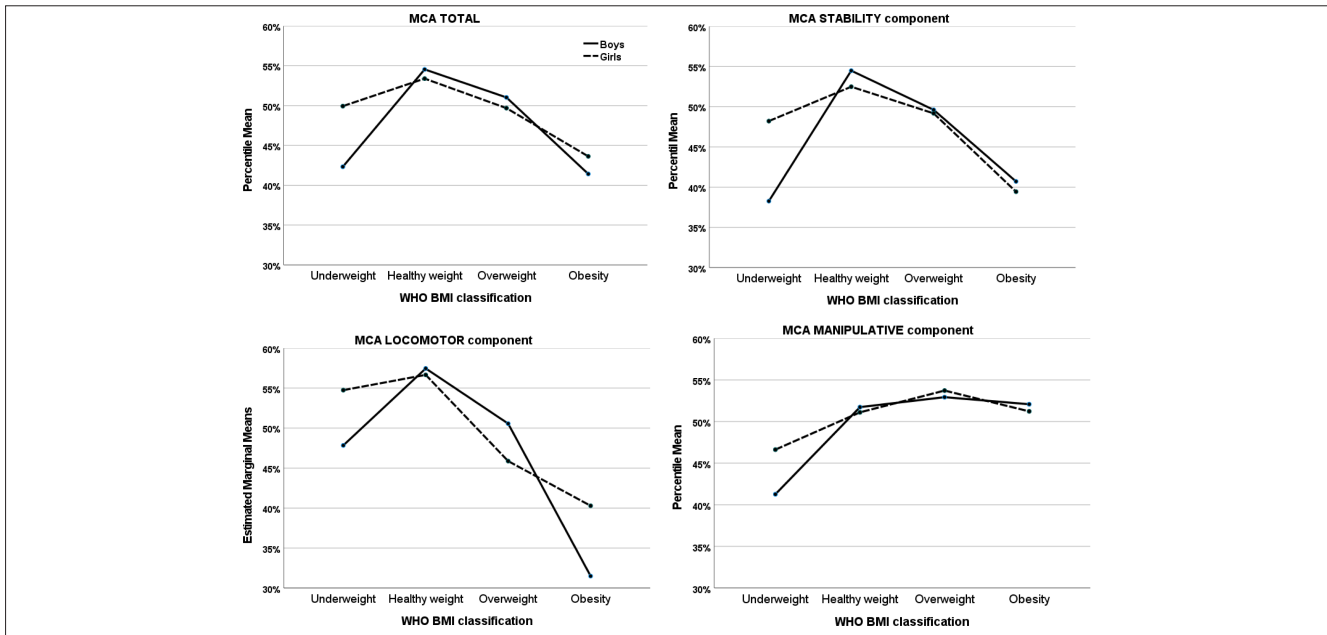 MCA TOTAL
60%
55%
50%
45%
40%
35%
30%
Percentile Mean
Boys
Girls
Underweight Healthy weight Overweight Obesity
WHO BMI classification
MCA STABILITY component
60%
55%
50%
45%
40%
35%
30%
Percentil Mean
Underweight Healthy weight Overweight Obesity
WHO BMI classification
MCA LOCOMOTOR component
60%
55%
50%
45%
40%
35%
30%
Estimated Marginal Means
Underweight Healthy weight Overweight Obesity
WHO BMI classification
MCA MANIPULATIVE component
60%
55%
50%
45%
40%
35%
30%
Percentile Mean
Underweight Healthy weight Overweight Obesity
WHO BMI classification